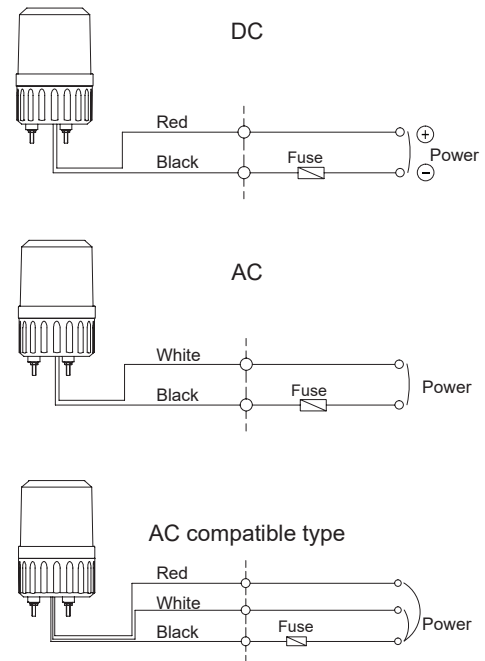 DC
Red
+
Black
Fuse
Power
−
AC
White
Black
Fuse
Power
AC compatible type
Red
White
Black
Fuse
Power